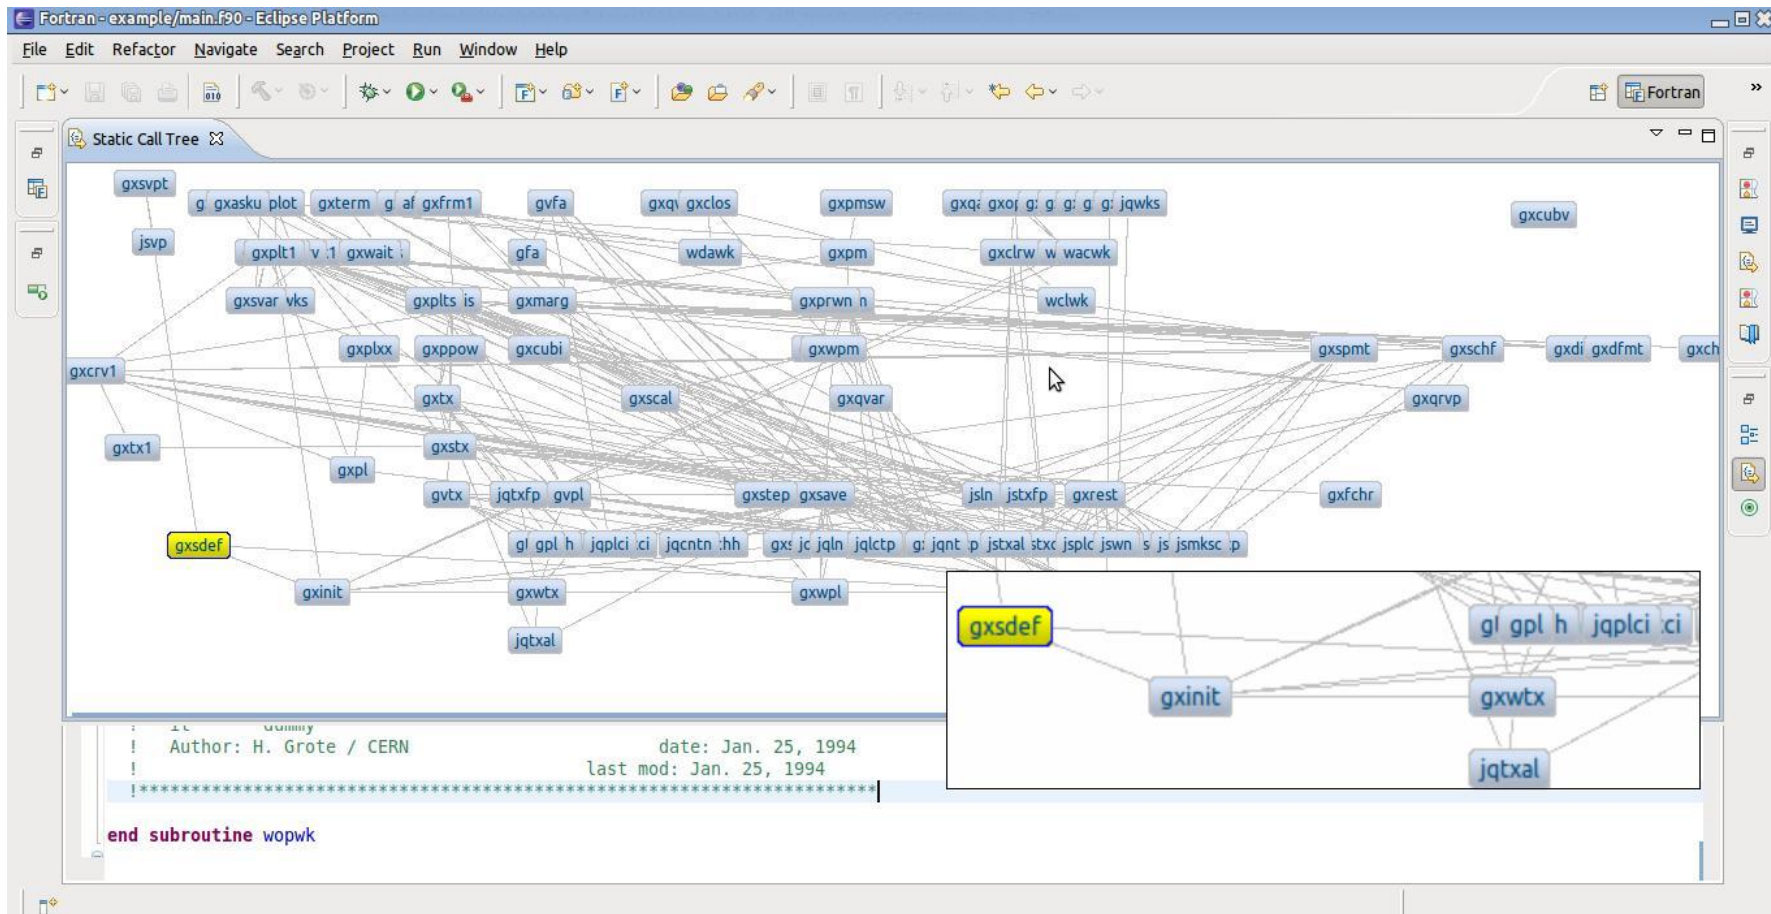 Fortran - example/main.f90 - Eclipse Platform
File Edit Refactor Navigate Search Project Run Window Help
Fortran
Static Call Tree
gxsvpt
gxasku plot gxterm af gxfrm1 gvfa gxclos gxpmsw jqwks
gxcubv
jsvp gxplt1 gxwait gfa wdawk gxpm gxclrw w wacwk
gxsvar vks gxplts is gxmarg gxprwn n wclwk
gxplxx gxppow gxcubi gxwpm gxspmt gxschf gxdi gxdfmt gxch
gxcrv1
gxtx gxscal gxqvar gxqrvp
gxtx1 gxstx
gxpl
gvtx jqtxfp gvpl gxstep gxsave jsln jstxfp gxrest gxfchr
gxsdef gpl h jqplci ci jqcntn hh jqln jqlctp jqnt p jstxal jsplc jswn js jsmksc p
gxinit gxwtx gxwpl
jqtxal
gxsdef gpl h jqplci ci
gxinit gxwtx
jqtxal
! Author: H. Grote / CERN date: Jan. 25, 1994
! last mod: Jan. 25, 1994
end subroutine wopwk